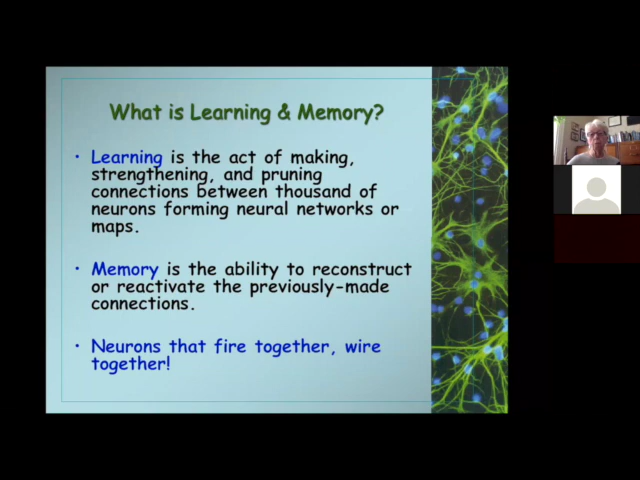 What is Learning & Memory?
• Learning is the act of making,
strengthening, and pruning
connections between thousand of
neurons forming neural networks or
maps.
• Memory is the ability to reconstruct
or reactivate the previously-made
connections.
• Neurons that fire together, wire
together!